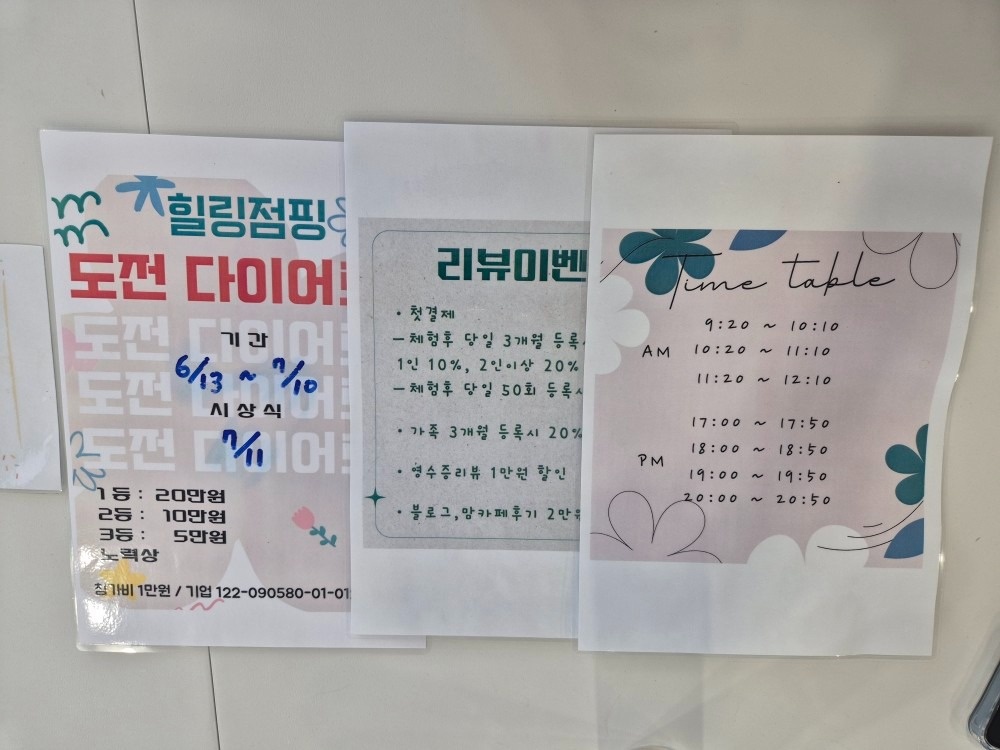 힐링점핑
도전 다이어
도전 다이어
도전 다이어
도전 다이어
기간
6/13 ~ 7/10
시상식
7/11
1등 : 20만원
2등 : 10만원
3등 : 5만원
노력상
참가비 1만원 / 기업 122-090580-01-01
리뷰이벤
• 첫결제
— 체험후 당일 3개월 등록
1인 10%, 2인이상 20%
— 체험후 당일 50회 등록시
• 가족 3개월 등록시 20%
• 영수증리뷰 1만원 할인
• 블로그,맘카페후기 2만원
Time table
AM
9:20 ~ 10:10
10:20 ~ 11:10
11:20 ~ 12:10
PM
17:00 ~ 17:50
18:00 ~ 18:50
19:00 ~ 19:50
20:00 ~ 20:50